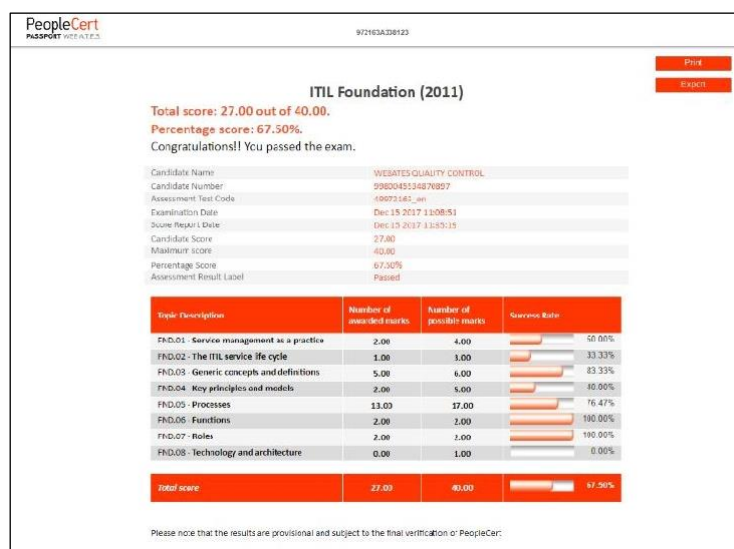 PeopleCert
PASSPORT WEBATES
972163A338123
Print
Export
ITIL Foundation (2011)
Total score: 27.00 out of 40.00.
Percentage score: 67.50%.
Congratulations!! You passed the exam.
Candidate Name WEBATES QUALITY CONTROL
Candidate Number
Assessment Test Code
Examination Date Dec 15 2017 11:08:51
Score Report Date Dec 15 2017
Candidate Score 27.00
Maximum score 40.00
Percentage Score 67.50%
Assessment Result Label Passed
Topic Description Number of awarded marks Number of possible marks Success Rate
FND.01 - Service management as a practice 2.00 4.00 50.00%
FND.02 - The ITIL service life cycle 1.00 3.00 33.33%
FND.03 - Generic concepts and definitions 5.00 6.00 83.33%
FND.04 - Key principles and models 2.00 5.00 40.00%
FND.05 - Processes 13.00 17.00 76.47%
FND.06 - Functions 2.00 2.00 100.00%
FND.07 - Roles 2.00 2.00 100.00%
FND.08 - Technology and architecture 0.00 1.00 0.00%
Total score 27.00 40.00 67.50%
Please note that the results are provisional and subject to the final verification of PeopleCert